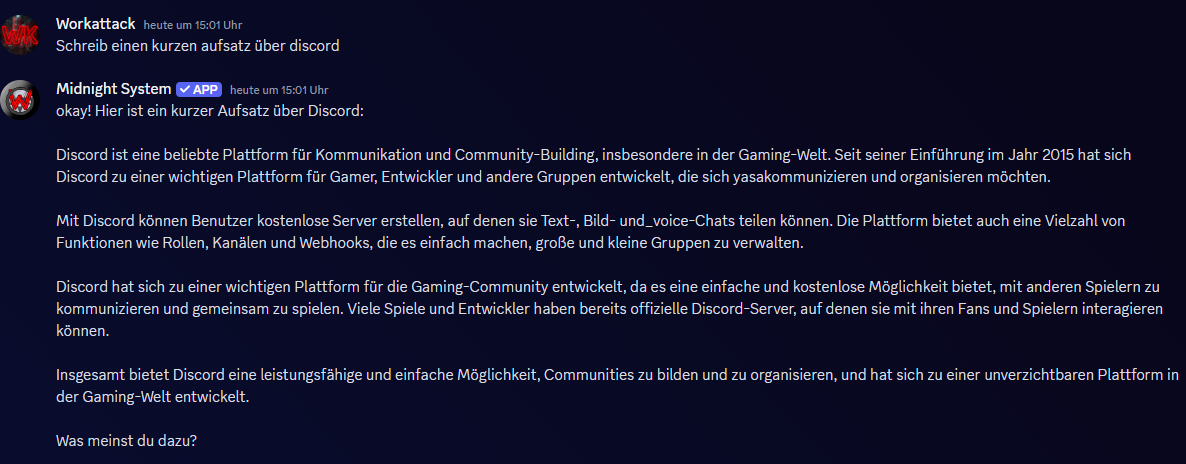 Workattack heute um 15:01 Uhr
Schreib einen kurzen aufsatz über discord
Midnight System APP heute um 15:01 Uhr
okay! Hier ist ein kurzer Aufsatz über Discord:
Discord ist eine beliebte Plattform für Kommunikation und Community-Building, insbesondere in der Gaming-Welt. Seit seiner Einführung im Jahr 2015 hat sich
Discord zu einer wichtigen Plattform für Gamer, Entwickler und andere Gruppen entwickelt, die sich yasakommunizieren und organisieren möchten.
Mit Discord können Benutzer kostenlose Server erstellen, auf denen sie Text-, Bild- und_voice-Chats teilen können. Die Plattform bietet auch eine Vielzahl von
Funktionen wie Rollen, Kanälen und Webhooks, die es einfach machen, große und kleine Gruppen zu verwalten.
Discord hat sich zu einer wichtigen Plattform für die Gaming-Community entwickelt, da es eine einfache und kostenlose Möglichkeit bietet, mit anderen Spielern zu
kommunizieren und gemeinsam zu spielen. Viele Spiele und Entwickler haben bereits offizielle Discord-Server, auf denen sie mit ihren Fans und Spielern interagieren
können.
Insgesamt bietet Discord eine leistungsfähige und einfache Möglichkeit, Communities zu bilden und zu organisieren, und hat sich zu einer unverzichtbaren Plattform in
der Gaming-Welt entwickelt.
Was meinst du dazu?